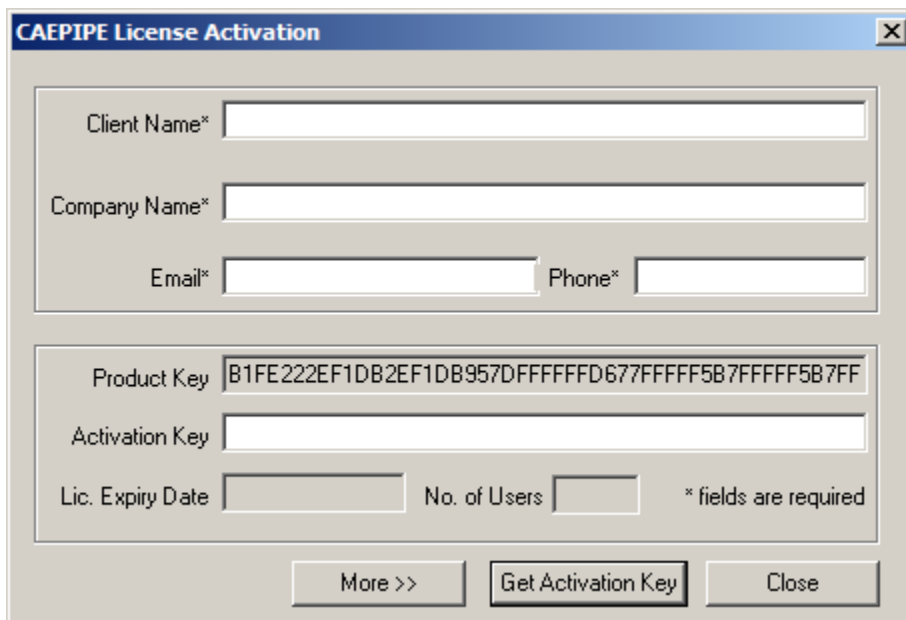 CAEPIPE License Activation
Client Name*
Company Name*
Email* Phone*
Product Key B1FE222EF1DB2EF1DB957DFFFFFFD677FFFFF5B7FFFFF5B7FF
Activation Key
Lic. Expiry Date No. of Users * fields are required
More >> Get Activation Key Close